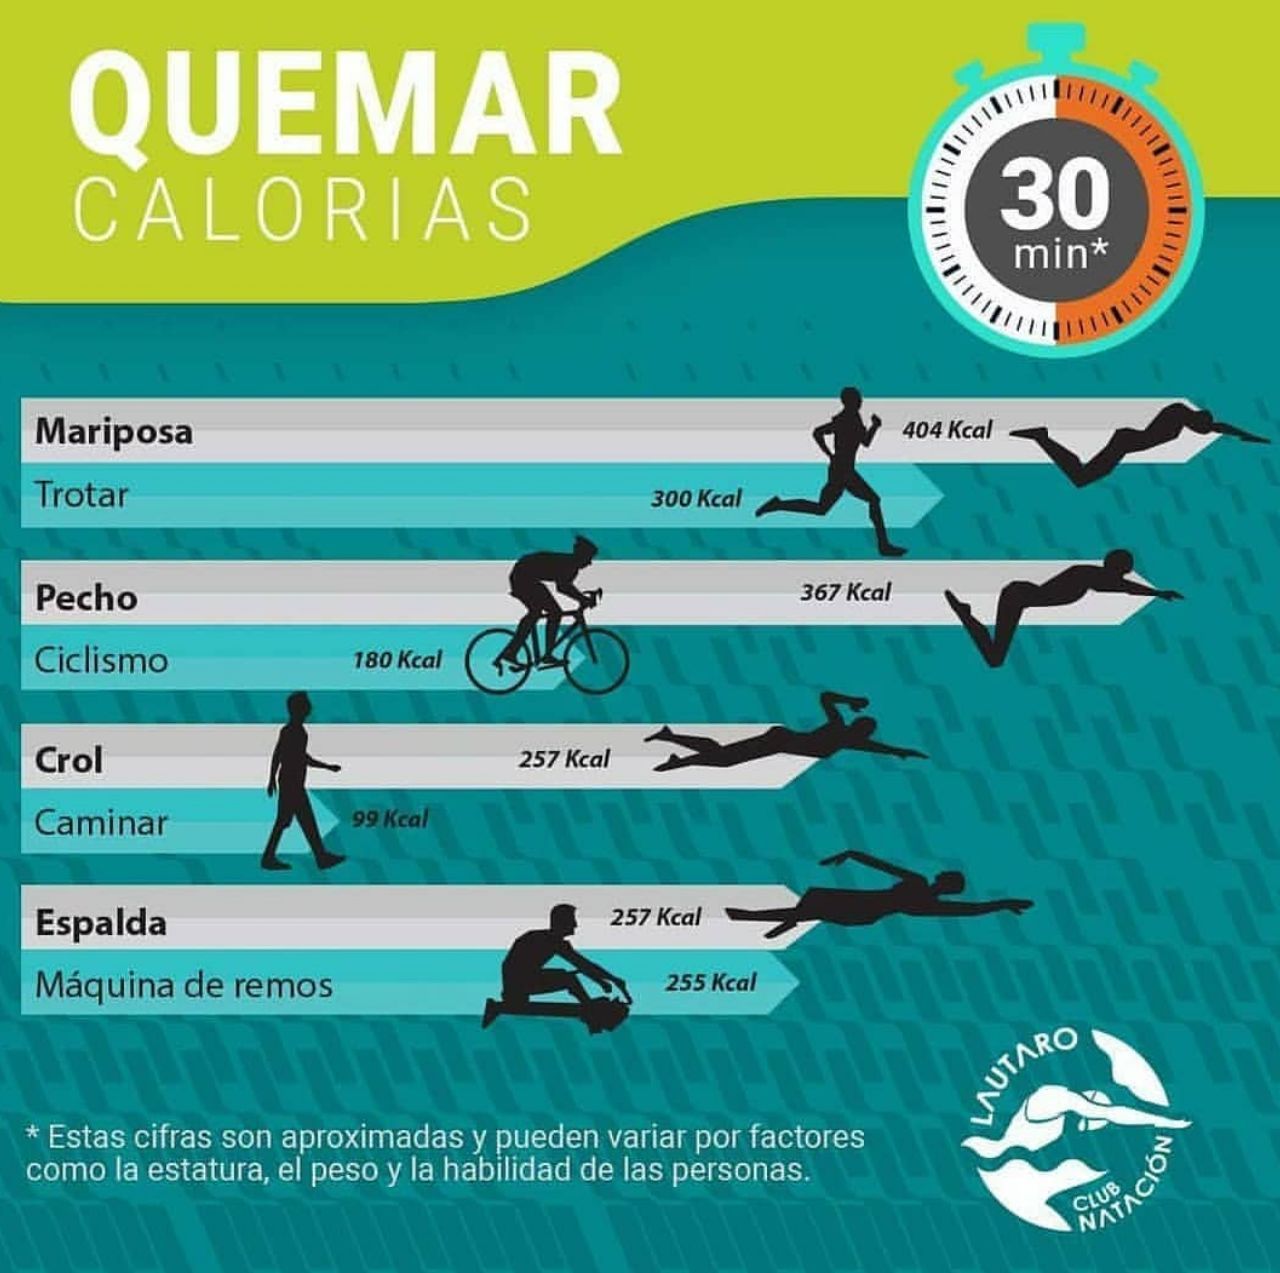 QUEMAR
CALORIAS
30
min*
Mariposa
404 Kcal
Trotar
300 Kcal
Pecho
367 Kcal
Ciclismo
180 Kcal
Crol
257 Kcal
Caminar
99 Kcal
Espalda
257 Kcal
Máquina de remos
255 Kcal
* Estas cifras son aproximadas y pueden variar por factores
como la estatura, el peso y la habilidad de las personas.
LAUTARO
CLUB
NATACIÓN